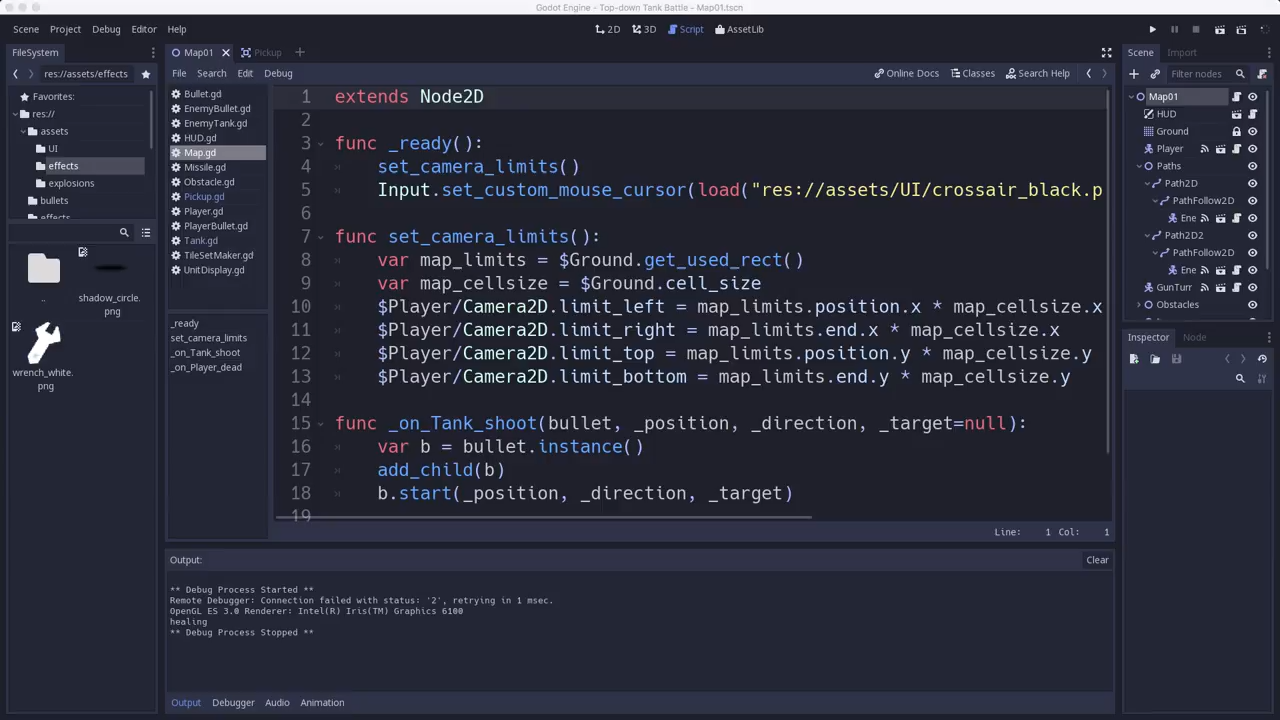 Godot Engine - Top-down Tank Battle - Map01.tscn
Scene Project Debug Editor Help
2D 3D Script AssetLib
FileSystem
res://assets/effects
Favorites:
res://
assets
UI
effects
explosions
bullets
effects
..
shadow_circle.
png
wrench_white.
png
Map01 Pickup
File Search Edit Debug
Online Docs Classes Search Help
Bullet.gd
EnemyBullet.gd
EnemyTank.gd
HUD.gd
Map.gd
Missile.gd
Obstacle.gd
Pickup.gd
Player.gd
PlayerBullet.gd
Tank.gd
TileSetMaker.gd
UnitDisplay.gd
_ready
set_camera_limits
_on_Tank_shoot
_on_Player_dead
1 extends Node2D
2
3 func _ready():
4 set_camera_limits()
5 Input.set_custom_mouse_cursor(load("res://assets/UI/crossair_black.p
6
7 func set_camera_limits():
8 var map_limits = $Ground.get_used_rect()
9 var map_cellsize = $Ground.cell_size
10 $Player/Camera2D.limit_left = map_limits.position.x * map_cellsize.x
11 $Player/Camera2D.limit_right = map_limits.end.x * map_cellsize.x
12 $Player/Camera2D.limit_top = map_limits.position.y * map_cellsize.y
13 $Player/Camera2D.limit_bottom = map_limits.end.y * map_cellsize.y
14
15 func _on_Tank_shoot(bullet, _position, _direction, _target=null):
16 var b = bullet.instance()
17 add_child(b)
18 b.start(_position, _direction, _target)
19
Line: 1 Col: 1
Output: Clear
** Debug Process Started **
Remote Debugger: Connection failed with status: '2', retrying in 1 msec.
OpenGL ES 3.0 Renderer: Intel(R) Iris(TM) Graphics 6100
healing
** Debug Process Stopped **
Output Debugger Audio Animation
Scene Import
Filter nodes
Map01
HUD
Ground
Player
Paths
Path2D
PathFollow2D
Ene
Path2D2
PathFollow2D
Ene
GunTurr
Obstacles
Inspector Node